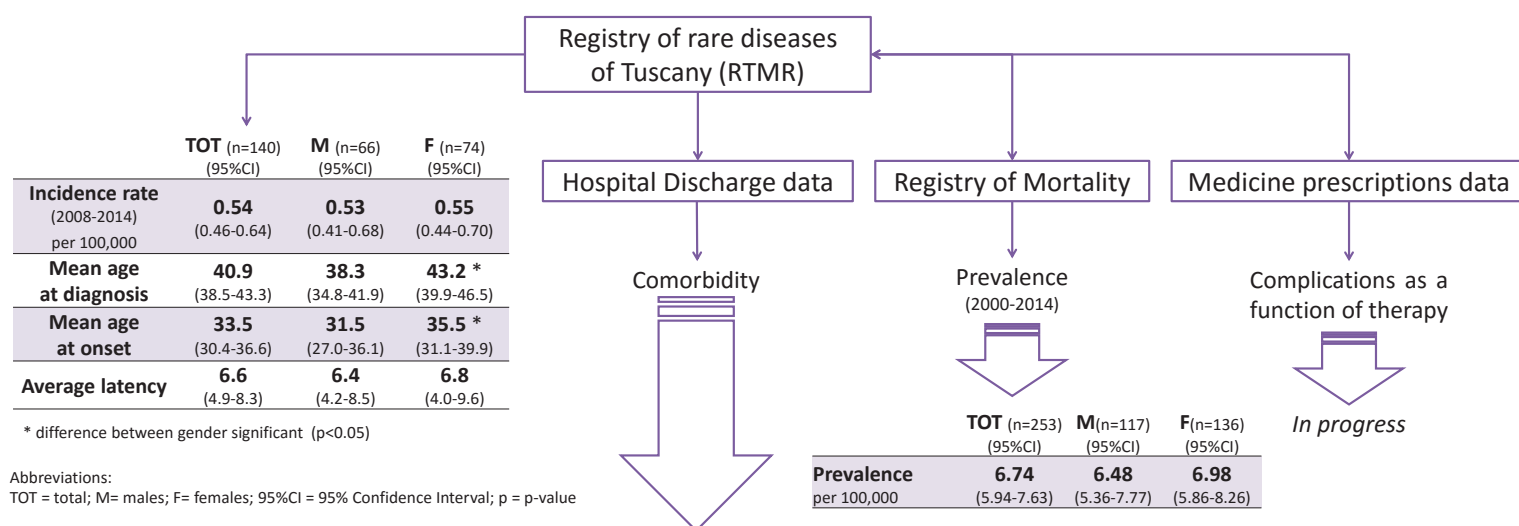 Registry of rare diseases
of Tuscany (RTMR)
TOT (n=140) M (n=66) F (n=74)
(95%CI) (95%CI) (95%CI)
Incidence rate
(2008-2014)
per 100,000
0.54 0.53 0.55
(0.46-0.64) (0.41-0.68) (0.44-0.70)
Mean age
at diagnosis
40.9 38.3 43.2 *
(38.5-43.3) (34.8-41.9) (39.9-46.5)
Mean age
at onset
33.5 31.5 35.5 *
(30.4-36.6) (27.0-36.1) (31.1-39.9)
Average latency
6.6 6.4 6.8
(4.9-8.3) (4.2-8.5) (4.0-9.6)
* difference between gender significant (p<0.05)
Abbreviations:
TOT = total; M= males; F= females; 95%CI = 95% Confidence Interval; p = p-value
Hospital Discharge data
Comorbidity
Registry of Mortality
Prevalence
(2000-2014)
TOT (n=253) M(n=117) F(n=136)
(95%CI) (95%CI) (95%CI)
Prevalence
per 100,000
6.74 6.48 6.98
(5.94-7.63) (5.36-7.77) (5.86-8.26)
Medicine prescriptions data
Complications as a
function of therapy
In progress